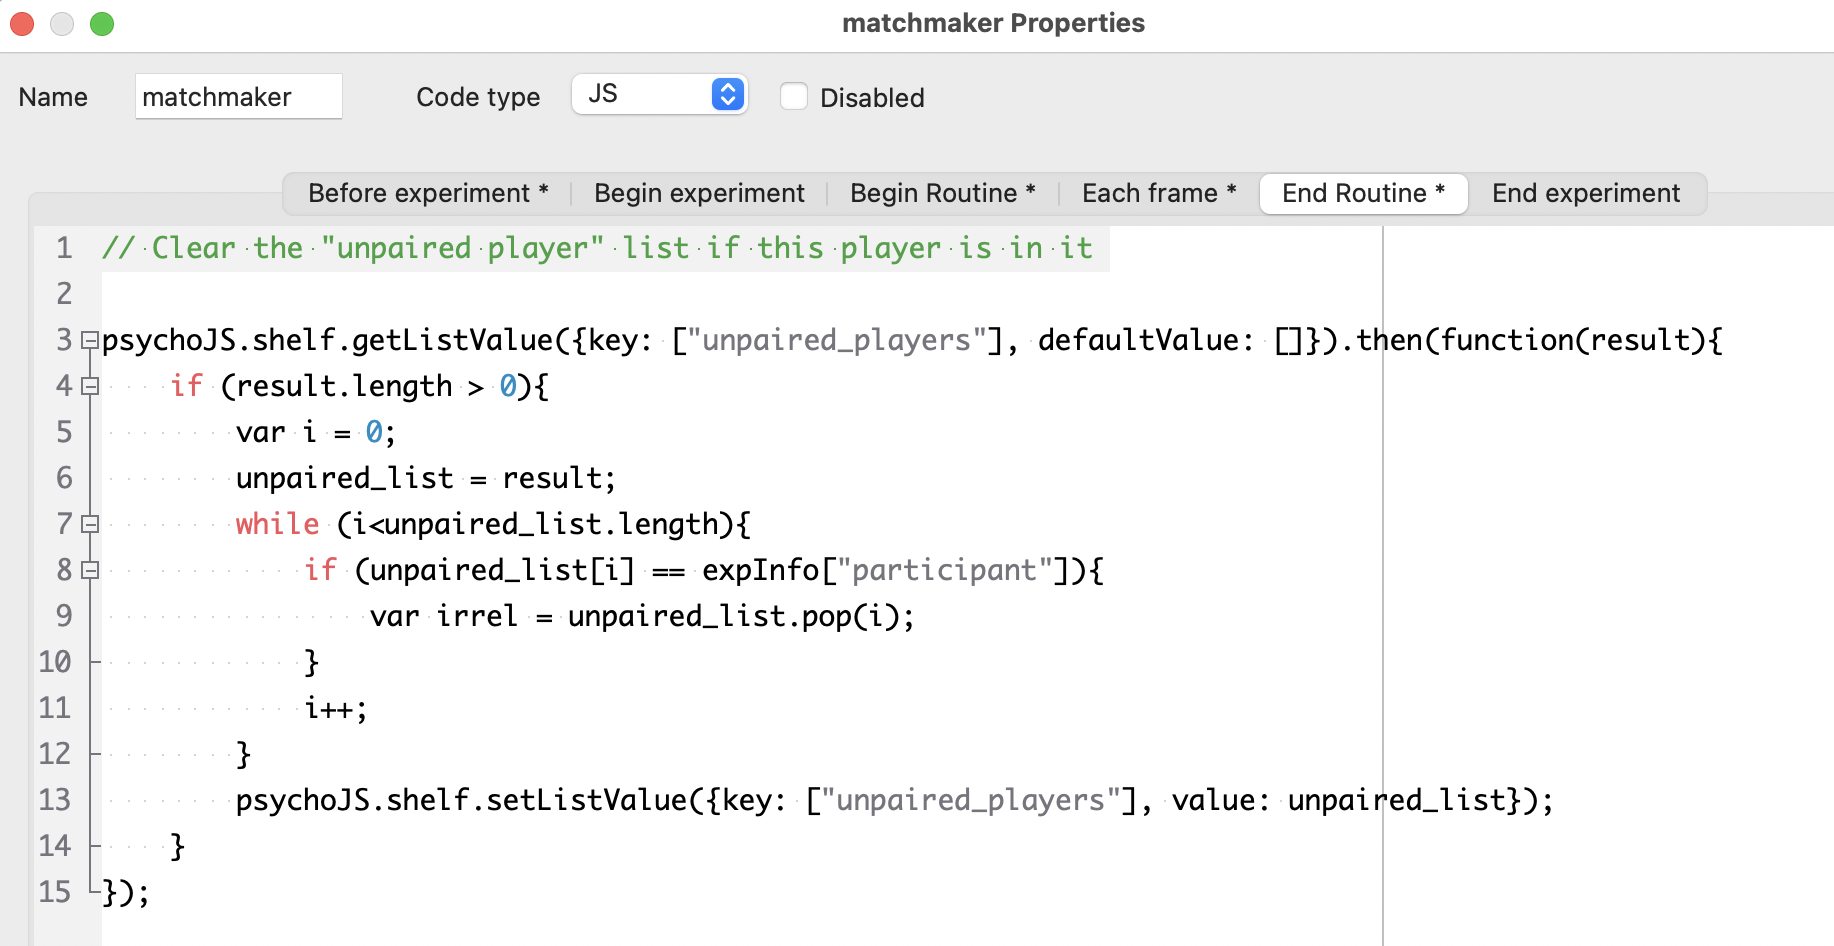 matchmaker Properties
Name matchmaker Code type JS Disabled
Before experiment * Begin experiment Begin Routine * Each frame * End Routine * End experiment
1 // Clear the "unpaired player" list if this player is in it
2
3 psychoJS.shelf.getListValue({key: ["unpaired_players"], defaultValue: []}).then(function(result){
4     if (result.length > 0){
5         var i = 0;
6         unpaired_list = result;
7         while (i<unpaired_list.length){
8             if (unpaired_list[i] == expInfo["participant"]){
9                 var irrel = unpaired_list.pop(i);
10             }
11             i++;
12         }
13         psychoJS.shelf.setListValue({key: ["unpaired_players"], value: unpaired_list});
14     }
15 });